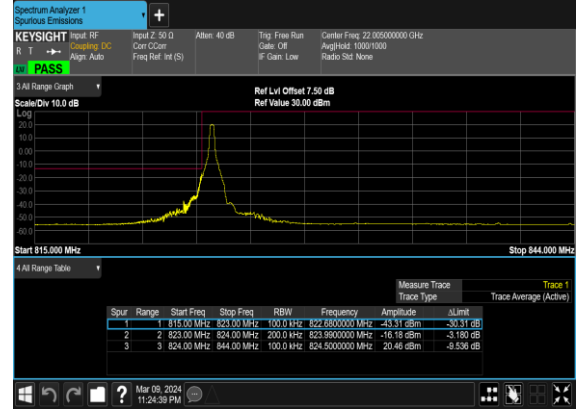 Spectrum Analyzer 1
Spurious Emissions
KEYSIGHT Input: RF Input Z: 50 Ω Atten: 40 dB Trig: Free Run Center Freq: 22.005000000 GHz
R T Coupling: DC Corr CCorr Gate: Off Avg|Hold: 1000/1000
Align: Auto Freq Ref: Int (S) IF Gain: Low Radio Std: None
PASS
3 All Range Graph
Ref Lvl Offset 7.50 dB
Scale/Div 10.0 dB Ref Value 30.00 dBm
Log
20.0
10.0
0.00
-10.0
-20.0
-30.0
-40.0
-50.0
-60.0
Start 815.000 MHz Stop 844.000 MHz
4 All Range Table
Measure Trace Trace 1
Trace Type Trace Average (Active)
Spur Range Start Freq Stop Freq RBW Frequency Amplitude ΔLimit
1 1 815.00 MHz 823.00 MHz 100.0 kHz 822.6800000 MHz -43.31 dBm -30.31 dB
2 2 823.00 MHz 824.00 MHz 200.0 kHz 823.9900000 MHz -16.18 dBm -3.180 dB
3 3 824.00 MHz 844.00 MHz 100.0 kHz 824.5000000 MHz 20.46 dBm -9.536 dB
Mar 09, 2024
11:24:39 PM